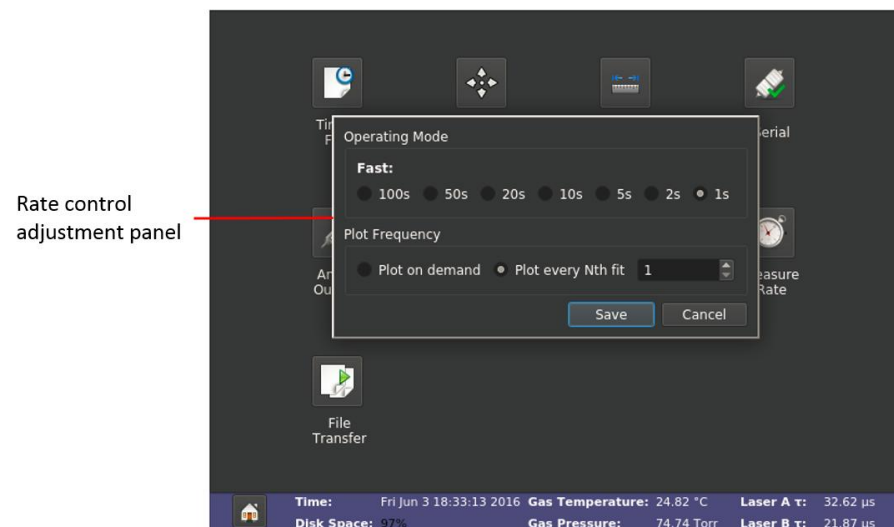 Rate control
adjustment panel
Operating Mode
Fast:
100s 50s 20s 10s 5s 2s 1s
Plot Frequency
Plot on demand Plot every Nth fit 1
Save Cancel
erial
Rate
File
Transfer
Time: Fri Jun 3 18:33:13 2016 Gas Temperature: 24.82 °C Laser A τ: 32.62 µs
Disk Space: 97% Gas Pressure: 74.74 Torr Laser B τ: 21.87 µs